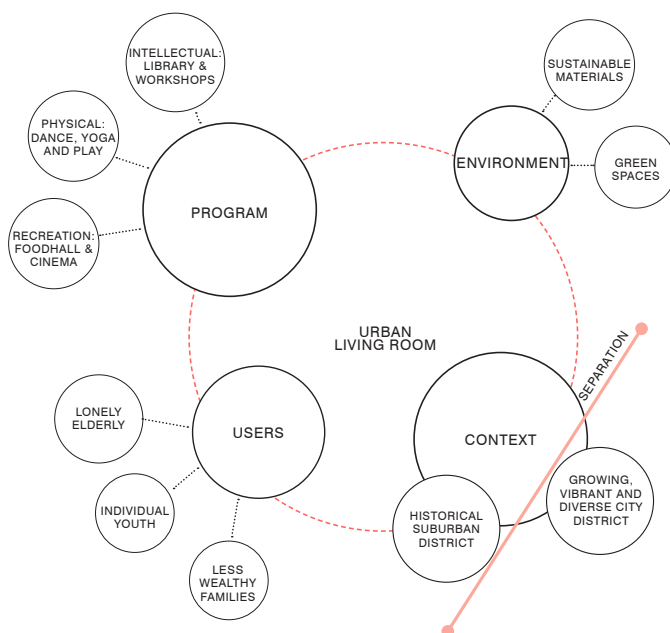 INTELLECTUAL:
LIBRARY &
WORKSHOPS
SUSTAINABLE
MATERIALS
PHYSICAL:
DANCE, YOGA
AND PLAY
ENVIRONMENT
GREEN
SPACES
PROGRAM
RECREATION:
FOODHALL &
CINEMA
URBAN
LIVING ROOM
SEPARATION
LONELY
ELDERLY
USERS
CONTEXT
INDIVIDUAL
YOUTH
HISTORICAL
SUBURBAN
DISTRICT
GROWING,
VIBRANT AND
DIVERSE CITY
DISTRICT
LESS
WEALTHY
FAMILIES